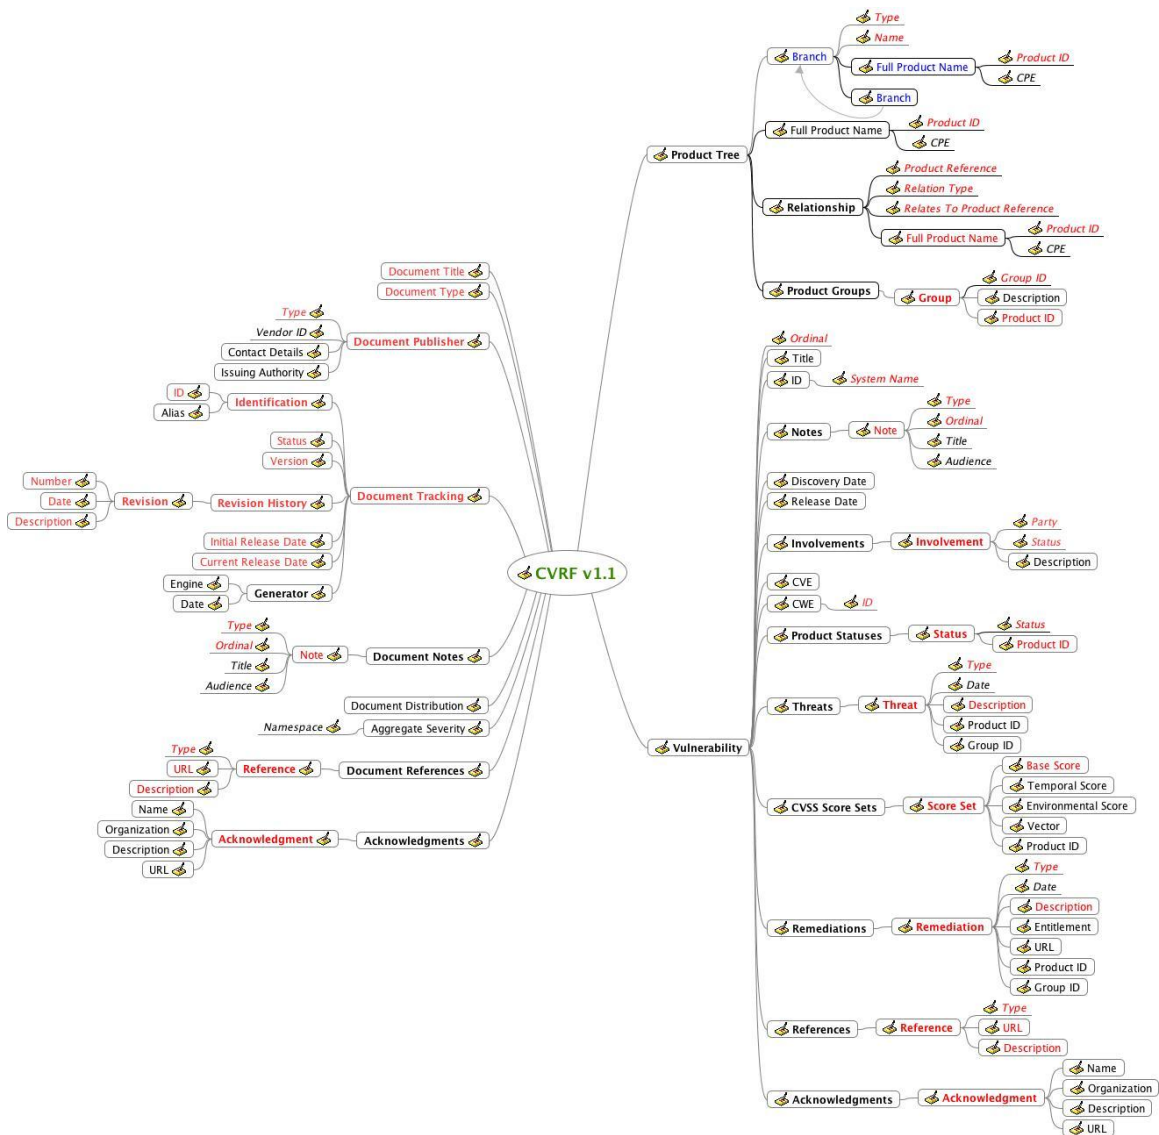 CVRF v1.1
Document Title
Document Type
Document Publisher
Type
Vendor ID
Contact Details
Issuing Authority
Document Tracking
Identification
ID
Alias
Status
Version
Revision History
Revision
Number
Date
Description
Initial Release Date
Current Release Date
Generator
Engine
Date
Document Notes
Note
Type
Ordinal
Title
Audience
Document Distribution
Aggregate Severity
Namespace
Document References
Reference
Type
URL
Description
Acknowledgments
Acknowledgment
Name
Organization
Description
URL
Product Tree
Branch
Type
Name
Full Product Name
Product ID
CPE
Branch
Full Product Name
Product ID
CPE
Relationship
Product Reference
Relation Type
Relates To Product Reference
Full Product Name
Product ID
CPE
Product Groups
Group
Group ID
Description
Product ID
Vulnerability
Ordinal
Title
ID
System Name
Notes
Note
Type
Ordinal
Title
Audience
Discovery Date
Release Date
Involvements
Involvement
Party
Status
Description
CVE
CWE
ID
Product Statuses
Status
Status
Product ID
Threats
Threat
Type
Date
Description
Product ID
Group ID
CVSS Score Sets
Score Set
Base Score
Temporal Score
Environmental Score
Vector
Product ID
Remediations
Remediation
Type
Date
Description
Entitlement
URL
Product ID
Group ID
References
Reference
Type
URL
Description
Acknowledgments
Acknowledgment
Name
Organization
Description
URL